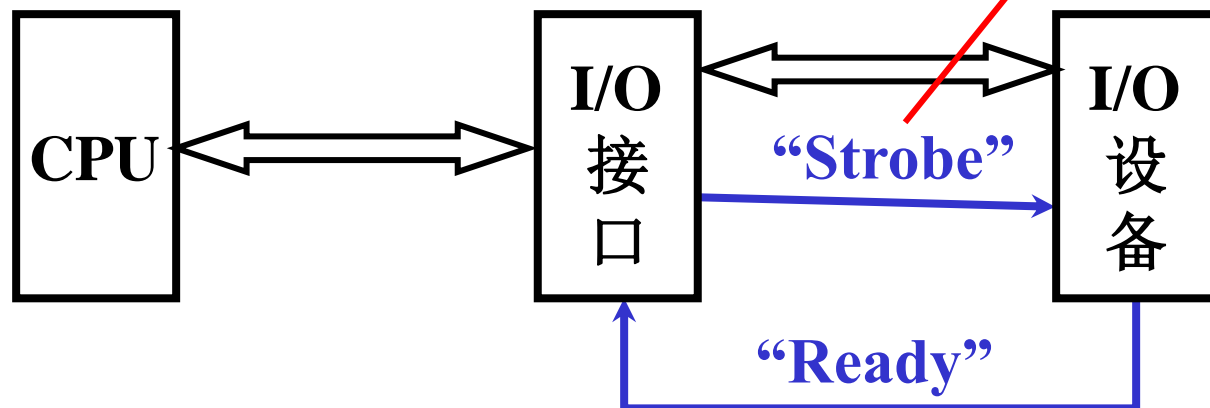 CPU
I/O
接
口
“Strobe”
“Ready”
I/O
设
备